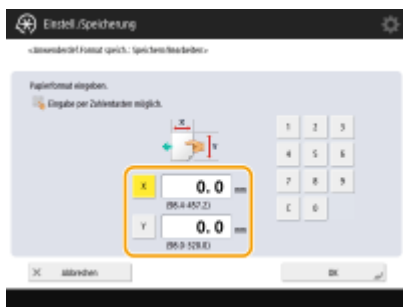 Einstell./Speicherung
<Anwenderdef. Format speich.: Speichern/Bearbeiten>
Papierformat eingeben.
Eingabe per Zahlentasten möglich.
X
Y
1 2 3
4 5 6
7 8 9
C 0
X 0.0 mm
Y 0.0 mm
Abbrechen
OK